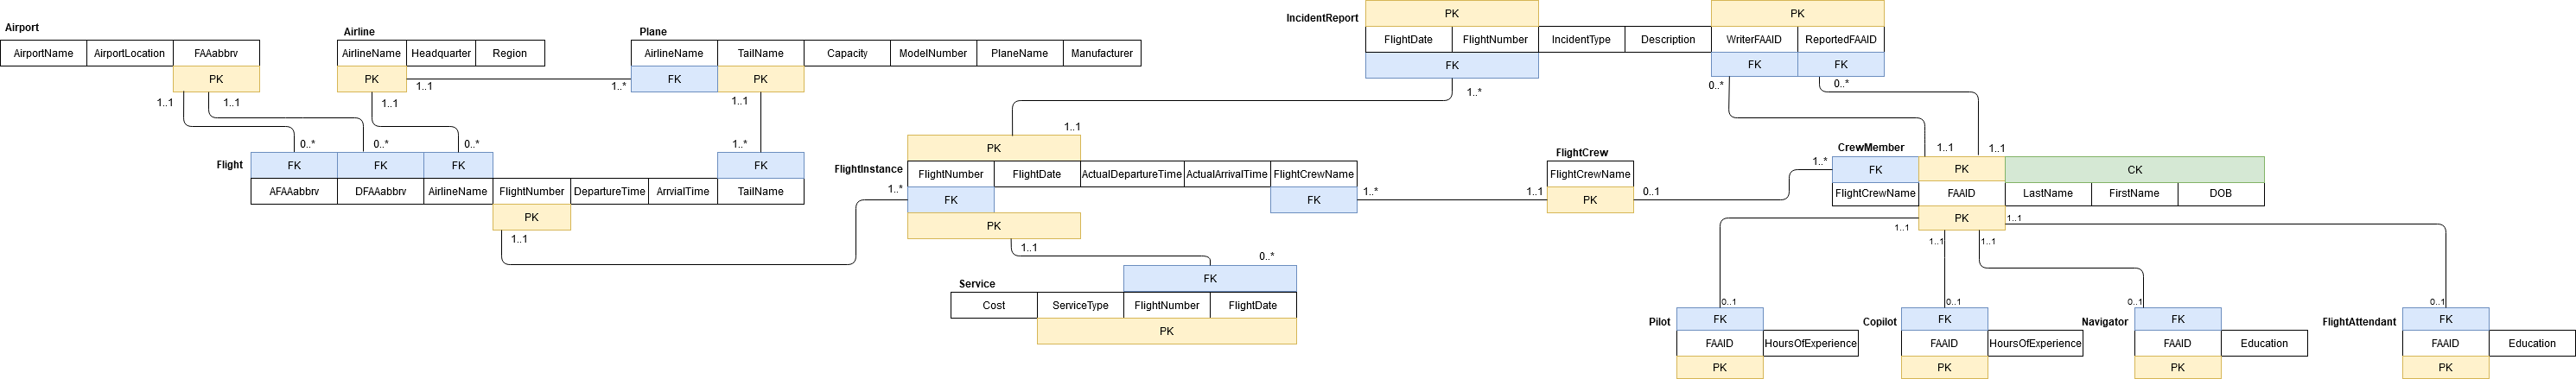 Airport
AirportName AirportLocation FAAabbrv
PK
1..1 1..1
Airline
AirlineName Headquarter Region
PK
1..1 1..*
1..1
Plane
AirlineName TailName Capacity ModelNumber PlaneName Manufacturer
FK PK
1..1
1..*
0..* 0..* 0..*
Flight
FK FK FK FK
AFAAabbrv DFAAabbrv AirlineName FlightNumber DepartureTime ArrvialTime TailName
PK
1..1
IncidentReport
PK PK
FlightDate FlightNumber IncidentType Description WriterFAAID ReportedFAAID
FK FK FK
1..*
0..* 0..*
1..1
FlightInstance
PK
FlightNumber FlightDate ActualDepartureTime ActualArrivalTime FlightCrewName
1..* FK FK 1..*
PK
1..1
0..*
Service
FK
Cost ServiceType FlightNumber FlightDate
PK
FlightCrew
FlightCrewName
1..1 PK 0..1
1..1 1..1
CrewMember
1..* FK PK CK
FlightCrewName FAAID LastName FirstName DOB
PK
1..1 1..1 1..1 1..1
0..1 0..1 0..1 0..1
Pilot
FK
FAAID HoursOfExperience
PK
Copilot
FK
FAAID HoursOfExperience
PK
Navigator
FK
FAAID Education
PK
FlightAttendant
FK
FAAID Education
PK